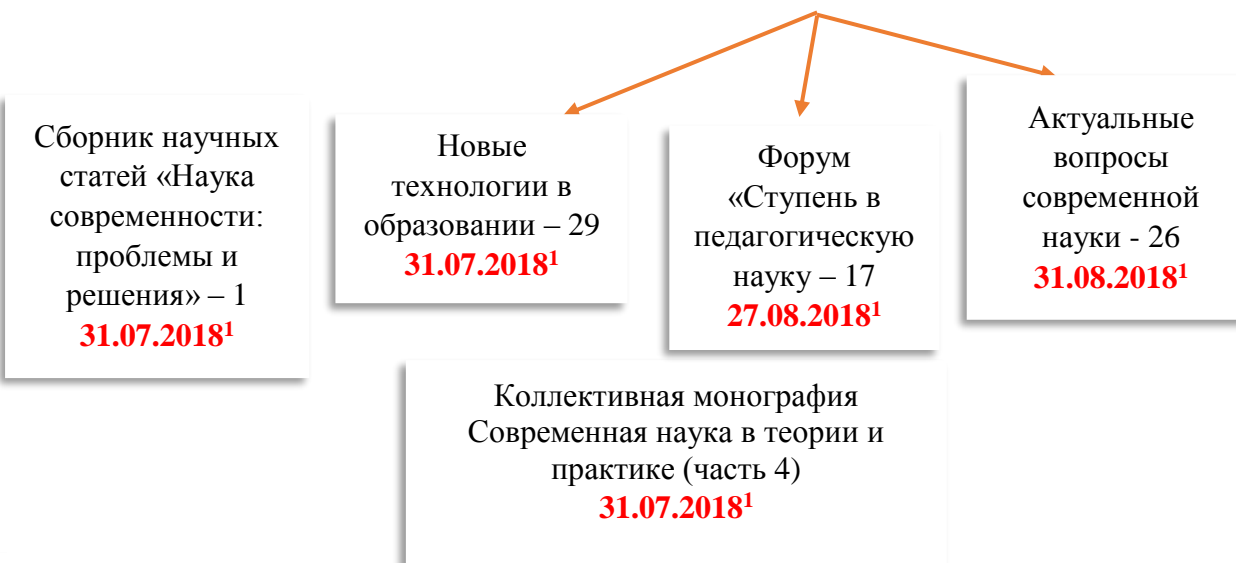 Сборник научных
статей «Наука
современности:
проблемы и
решения» – 1
31.07.2018¹
Новые
технологии в
образовании – 29
31.07.2018¹
Форум
«Ступень в
педагогическую
науку – 17
27.08.2018¹
Актуальные
вопросы
современной
науки - 26
31.08.2018¹
Коллективная монография
Современная наука в теории и
практике (часть 4)
31.07.2018¹